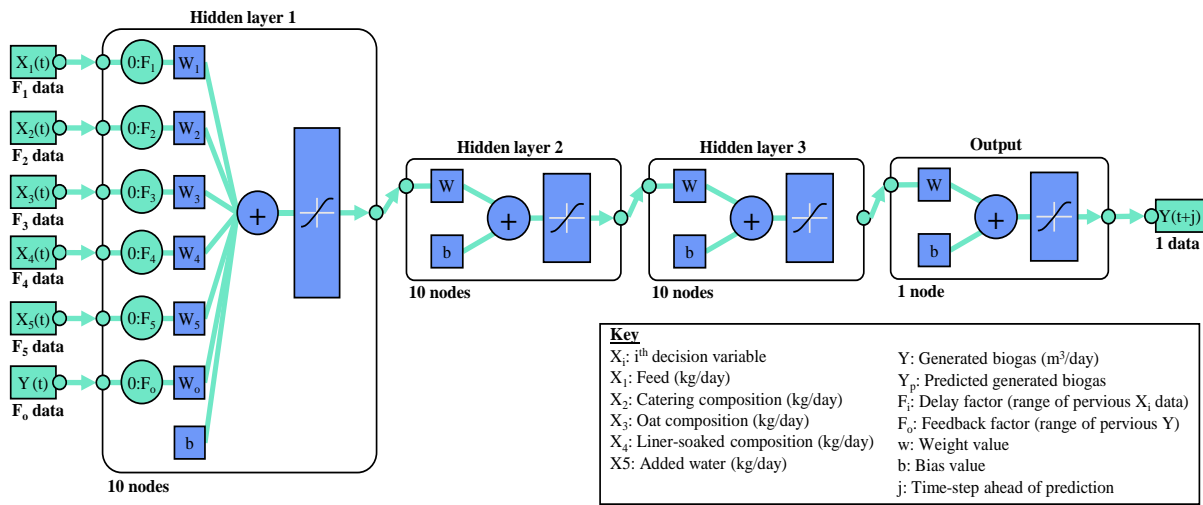 Hidden layer 1
X₁(t)
0:F₁
W₁
F₁ data
X₂(t)
0:F₂
W₂
F₂ data
X₃(t)
0:F₃
W₃
F₃ data
X₄(t)
0:F₄
W₄
F₄ data
X₅(t)
0:F₅
W₅
F₅ data
Y(t)
0:Fₒ
Wₒ
Fₒ data
b
+
10 nodes
Hidden layer 2
W
+
b
10 nodes
Hidden layer 3
W
+
b
10 nodes
Output
W
+
b
1 node
Y(t+j)
1 data
Key
Xᵢ: iᵗʰ decision variable
X₁: Feed (kg/day)
X₂: Catering composition (kg/day)
X₃: Oat composition (kg/day)
X₄: Liner-soaked composition (kg/day)
X5: Added water (kg/day)
Y: Generated biogas (m³/day)
Yₚ: Predicted generated biogas
Fᵢ: Delay factor (range of pervious Xᵢ data)
Fₒ: Feedback factor (range of pervious Y)
w: Weight value
b: Bias value
j: Time-step ahead of prediction